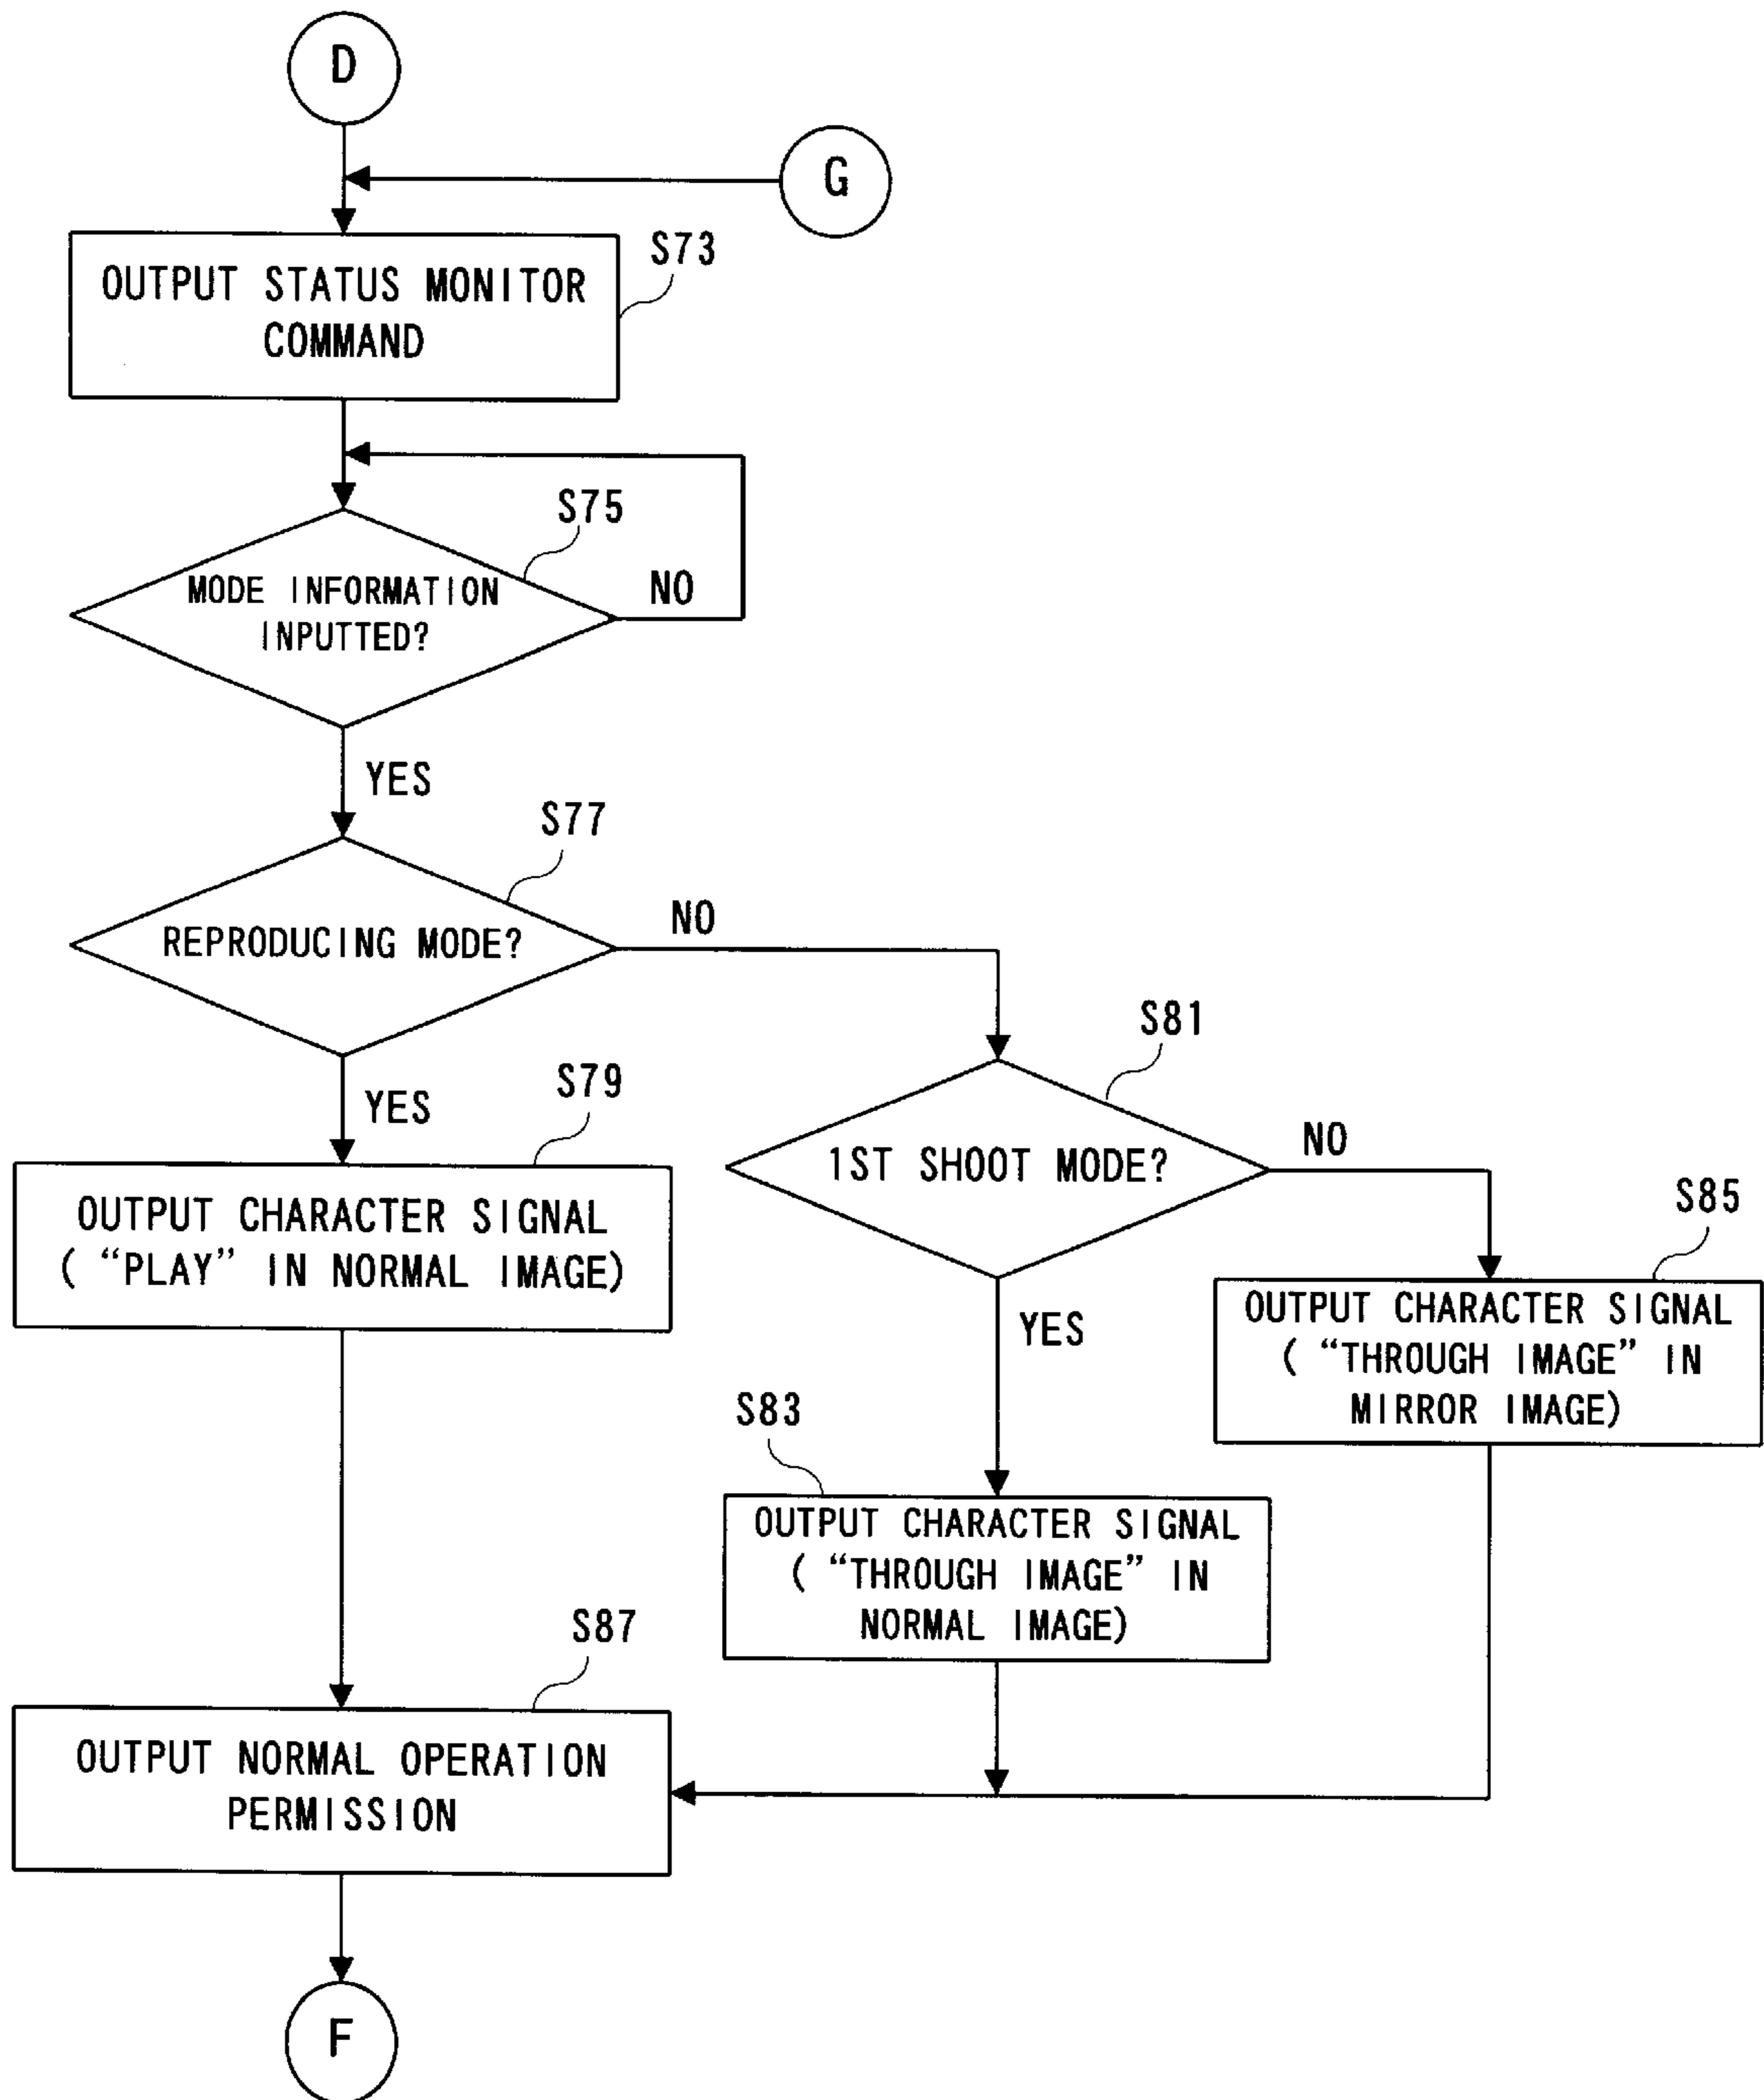 D
G
S73
OUTPUT STATUS MONITOR
COMMAND
S75
MODE INFORMATION
INPUTTED?
NO
YES
S77
REPRODUCING MODE?
NO
YES
S79
OUTPUT CHARACTER SIGNAL
( “PLAY” IN NORMAL IMAGE)
S81
1ST SHOOT MODE?
NO
YES
S85
OUTPUT CHARACTER SIGNAL
( “THROUGH IMAGE” IN
MIRROR IMAGE)
S83
OUTPUT CHARACTER SIGNAL
( “THROUGH IMAGE” IN
NORMAL IMAGE)
S87
OUTPUT NORMAL OPERATION
PERMISSION
F